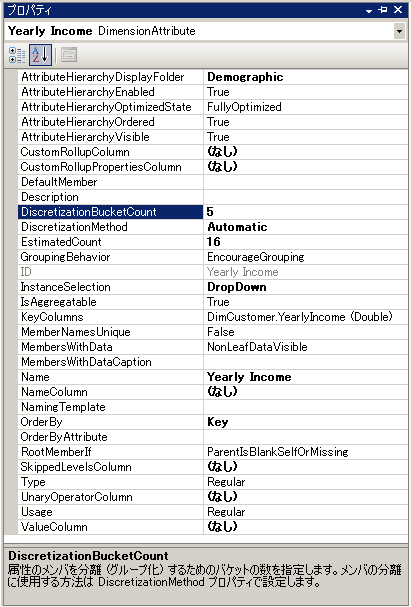 プロパティ
Yearly Income DimensionAttribute
AttributeHierarchyDisplayFolder Demographic
AttributeHierarchyEnabled True
AttributeHierarchyOptimizedState FullyOptimized
AttributeHierarchyOrdered True
AttributeHierarchyVisible True
CustomRollupColumn (なし)
CustomRollupPropertiesColumn (なし)
DefaultMember
Description
DiscretizationBucketCount 5
DiscretizationMethod Automatic
EstimatedCount 16
GroupingBehavior EncourageGrouping
ID Yearly Income
InstanceSelection DropDown
IsAggregatable True
KeyColumns DimCustomer.YearlyIncome (Double)
MemberNamesUnique False
MembersWithData NonLeafDataVisible
MembersWithDataCaption
Name Yearly Income
NameColumn (なし)
NamingTemplate
OrderBy Key
OrderByAttribute
RootMemberIf ParentIsBlankSelfOrMissing
SkippedLevelsColumn (なし)
Type Regular
UnaryOperatorColumn (なし)
Usage Regular
ValueColumn (なし)
DiscretizationBucketCount
属性のメンバを分離 (グループ化) するためのバケットの数を指定します。メンバの分離
に使用する方法は DiscretizationMethod プロパティで設定します。